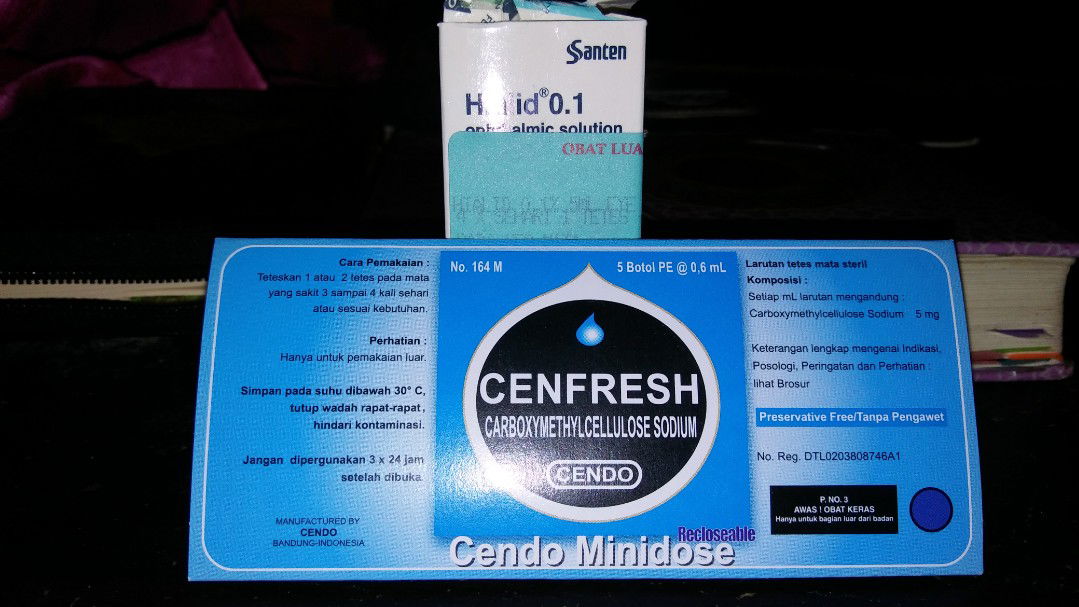 Santen
0.1
solution
OBAT LUA
Cara Pemakaian :
Teteskan 1 atau 2 tetes pada mata
yang sakit 3 sampai 4 kali sehari
atau sesuai kebutuhan.
Perhatian :
Hanya untuk pemakaian luar.
Simpan pada suhu dibawah 30° C,
tutup wadah rapat-rapat,
hindari kontaminasi.
Jangan dipergunakan 3 x 24 jam
setelah dibuka.
MANUFACTURED BY
CENDO
BANDUNG-INDONESIA
No. 164 M
5 Botol PE @ 0,6 mL
CENFRESH
CARBOXYMETHYLCELLULOSE SODIUM
CENDO
Recloseable
Cendo Minidose
Larutan tetes mata steril
Komposisi :
Setiap mL larutan mengandung :
Carboxymethylcellulose Sodium 5 mg
Keterangan lengkap mengenai Indikasi,
Posologi, Peringatan dan Perhatian :
lihat Brosur
Preservative Free/Tanpa Pengawet
No. Reg. DTL0203808746A1
P. NO. 3
AWAS ! OBAT KERAS
Hanya untuk bagian luar dari badan